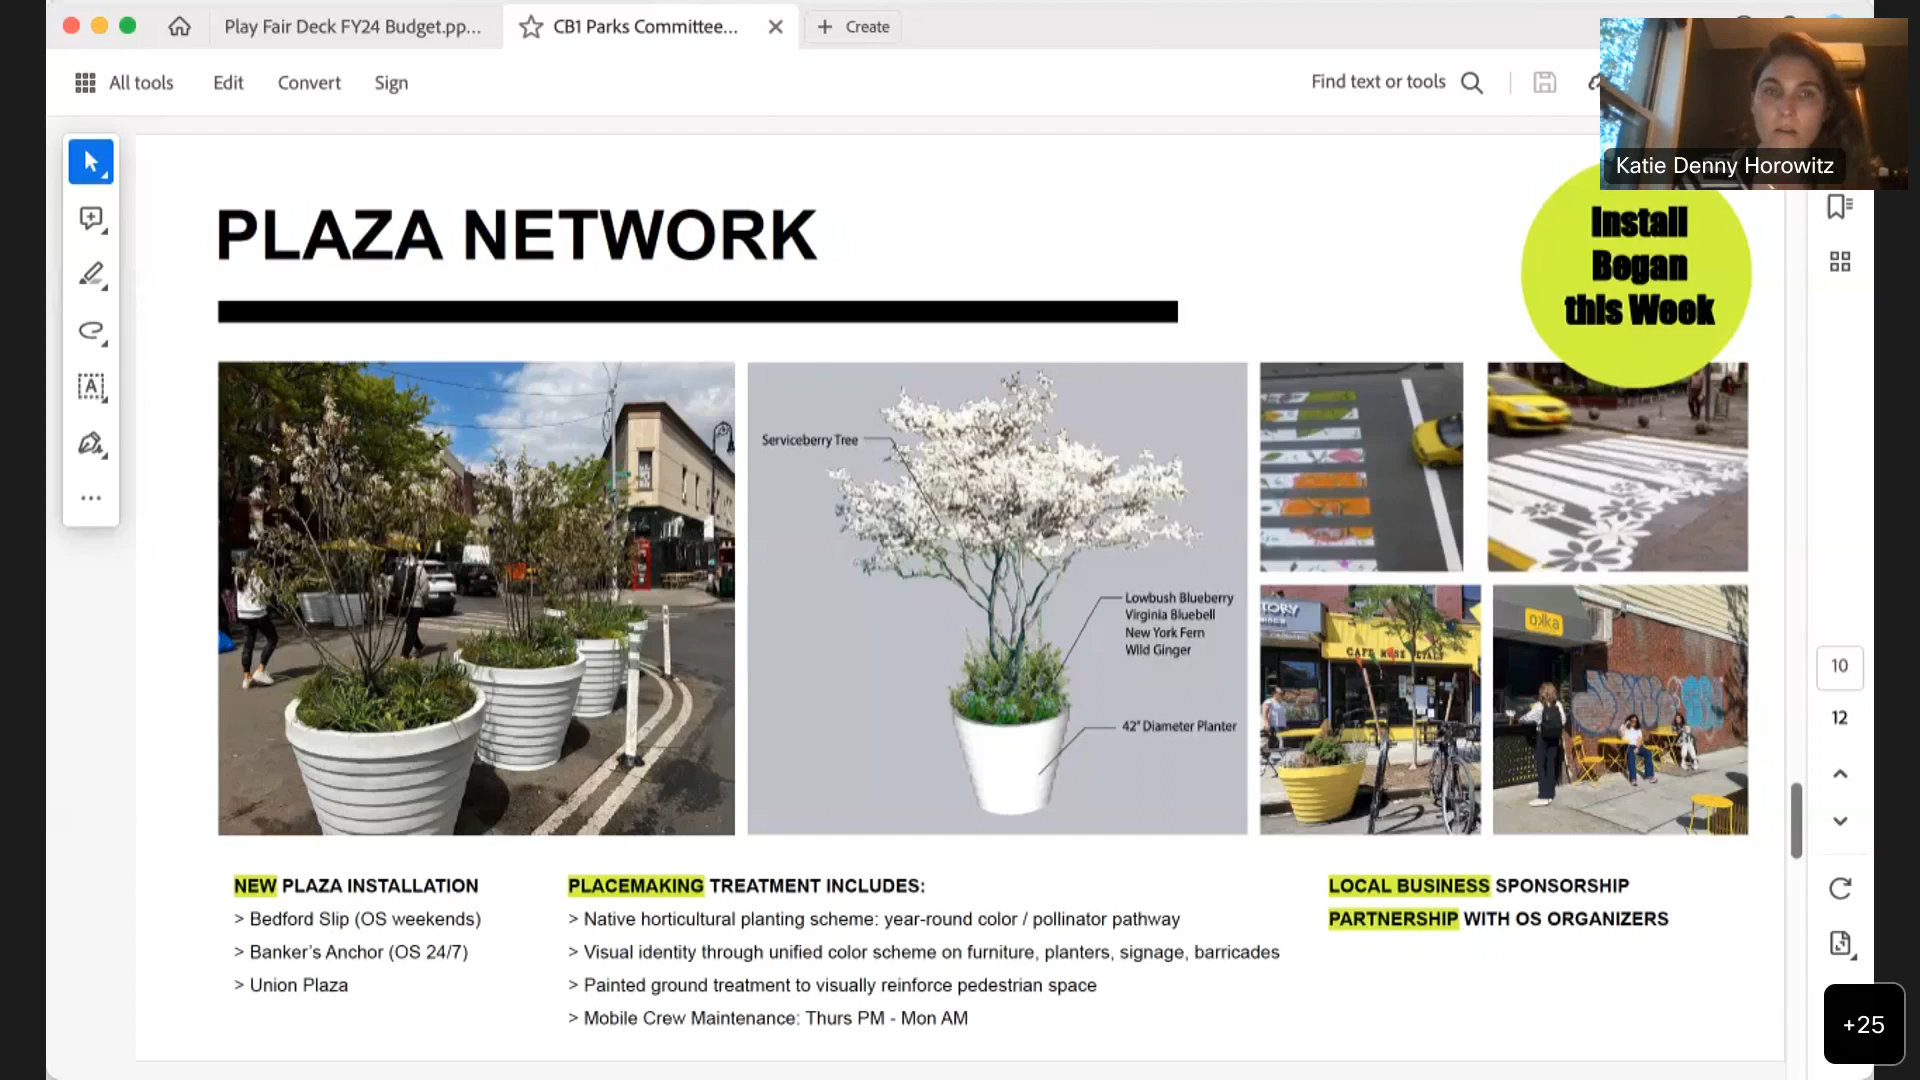 Play Fair Deck FY24 Budget.pp...
CB1 Parks Committee...
Create
All tools
Edit
Convert
Sign
Find text or tools
Katie Denny Horowitz
PLAZA NETWORK
Install
Began
this Week
Serviceberry Tree
Lowbush Blueberry
Virginia Bluebell
New York Fern
Wild Ginger
42" Diameter Planter
okka
10
12
NEW PLAZA INSTALLATION
> Bedford Slip (OS weekends)
> Banker's Anchor (OS 24/7)
> Union Plaza
PLACEMAKING TREATMENT INCLUDES:
> Native horticultural planting scheme: year-round color / pollinator pathway
> Visual identity through unified color scheme on furniture, planters, signage, barricades
> Painted ground treatment to visually reinforce pedestrian space
> Mobile Crew Maintenance: Thurs PM - Mon AM
LOCAL BUSINESS SPONSORSHIP
PARTNERSHIP WITH OS ORGANIZERS
+25